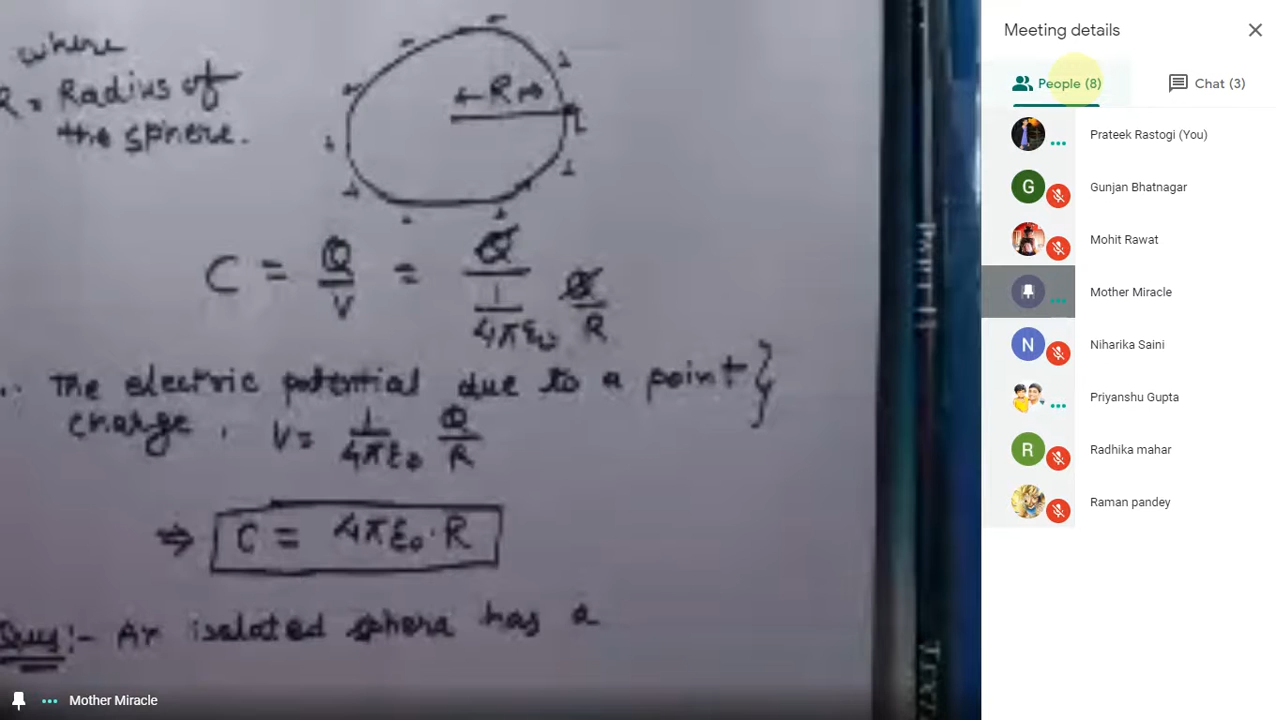 where
R = Radius of
the sphere.
← R →
C = Q/V = Q / (1/4πε₀ Q/R)
∵ The electric potential due to a point }
charge, V = 1/4πε₀ Q/R
⇒ C = 4πε₀·R
Ques:- An isolated sphere has a
Mother Miracle
Meeting details
People (8)
Chat (3)
Prateek Rastogi (You)
G Gunjan Bhatnagar
Mohit Rawat
Mother Miracle
N Niharika Saini
Priyanshu Gupta
R Radhika mahar
Raman pandey